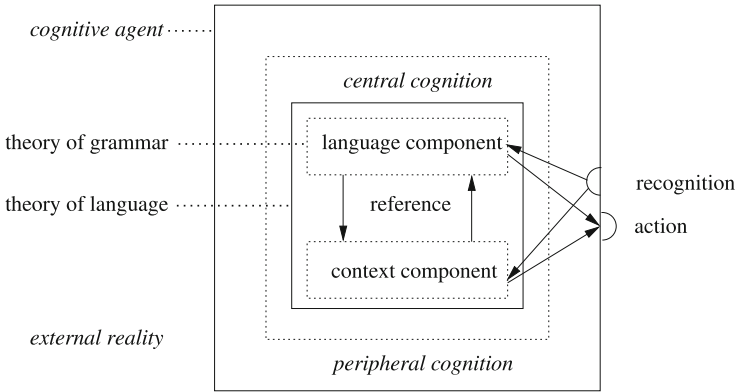 cognitive agent
central cognition
theory of grammar
language component
recognition
theory of language
reference
action
context component
external reality
peripheral cognition